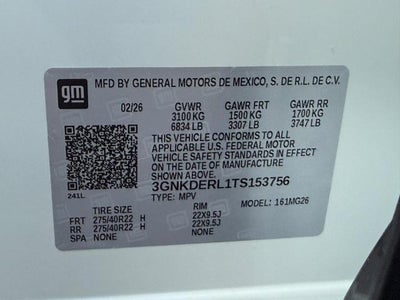 gm
MFD BY GENERAL MOTORS DE MEXICO, S. DE R.L. DE C.V.
02/26 GVWR GAWR FRT GAWR RR
3100 KG 1500 KG 1700 KG
6834 LB 3307 LB 3747 LB
THIS VEHICLE CONFORMS TO ALL
APPLICABLE U.S. FEDERAL MOTOR
VEHICLE SAFETY STANDARDS IN EFFECT
ON THE DATE OF MANUFACTURE SHOWN ABOVE.
3GNKDERL1TS153756
241L TYPE: MPV MODEL: 161MG26
TIRE SIZE RIM
FRT 275/40R22 H 22X9.5J
RR 275/40R22 H 22X9.5J
SPA NONE NONE